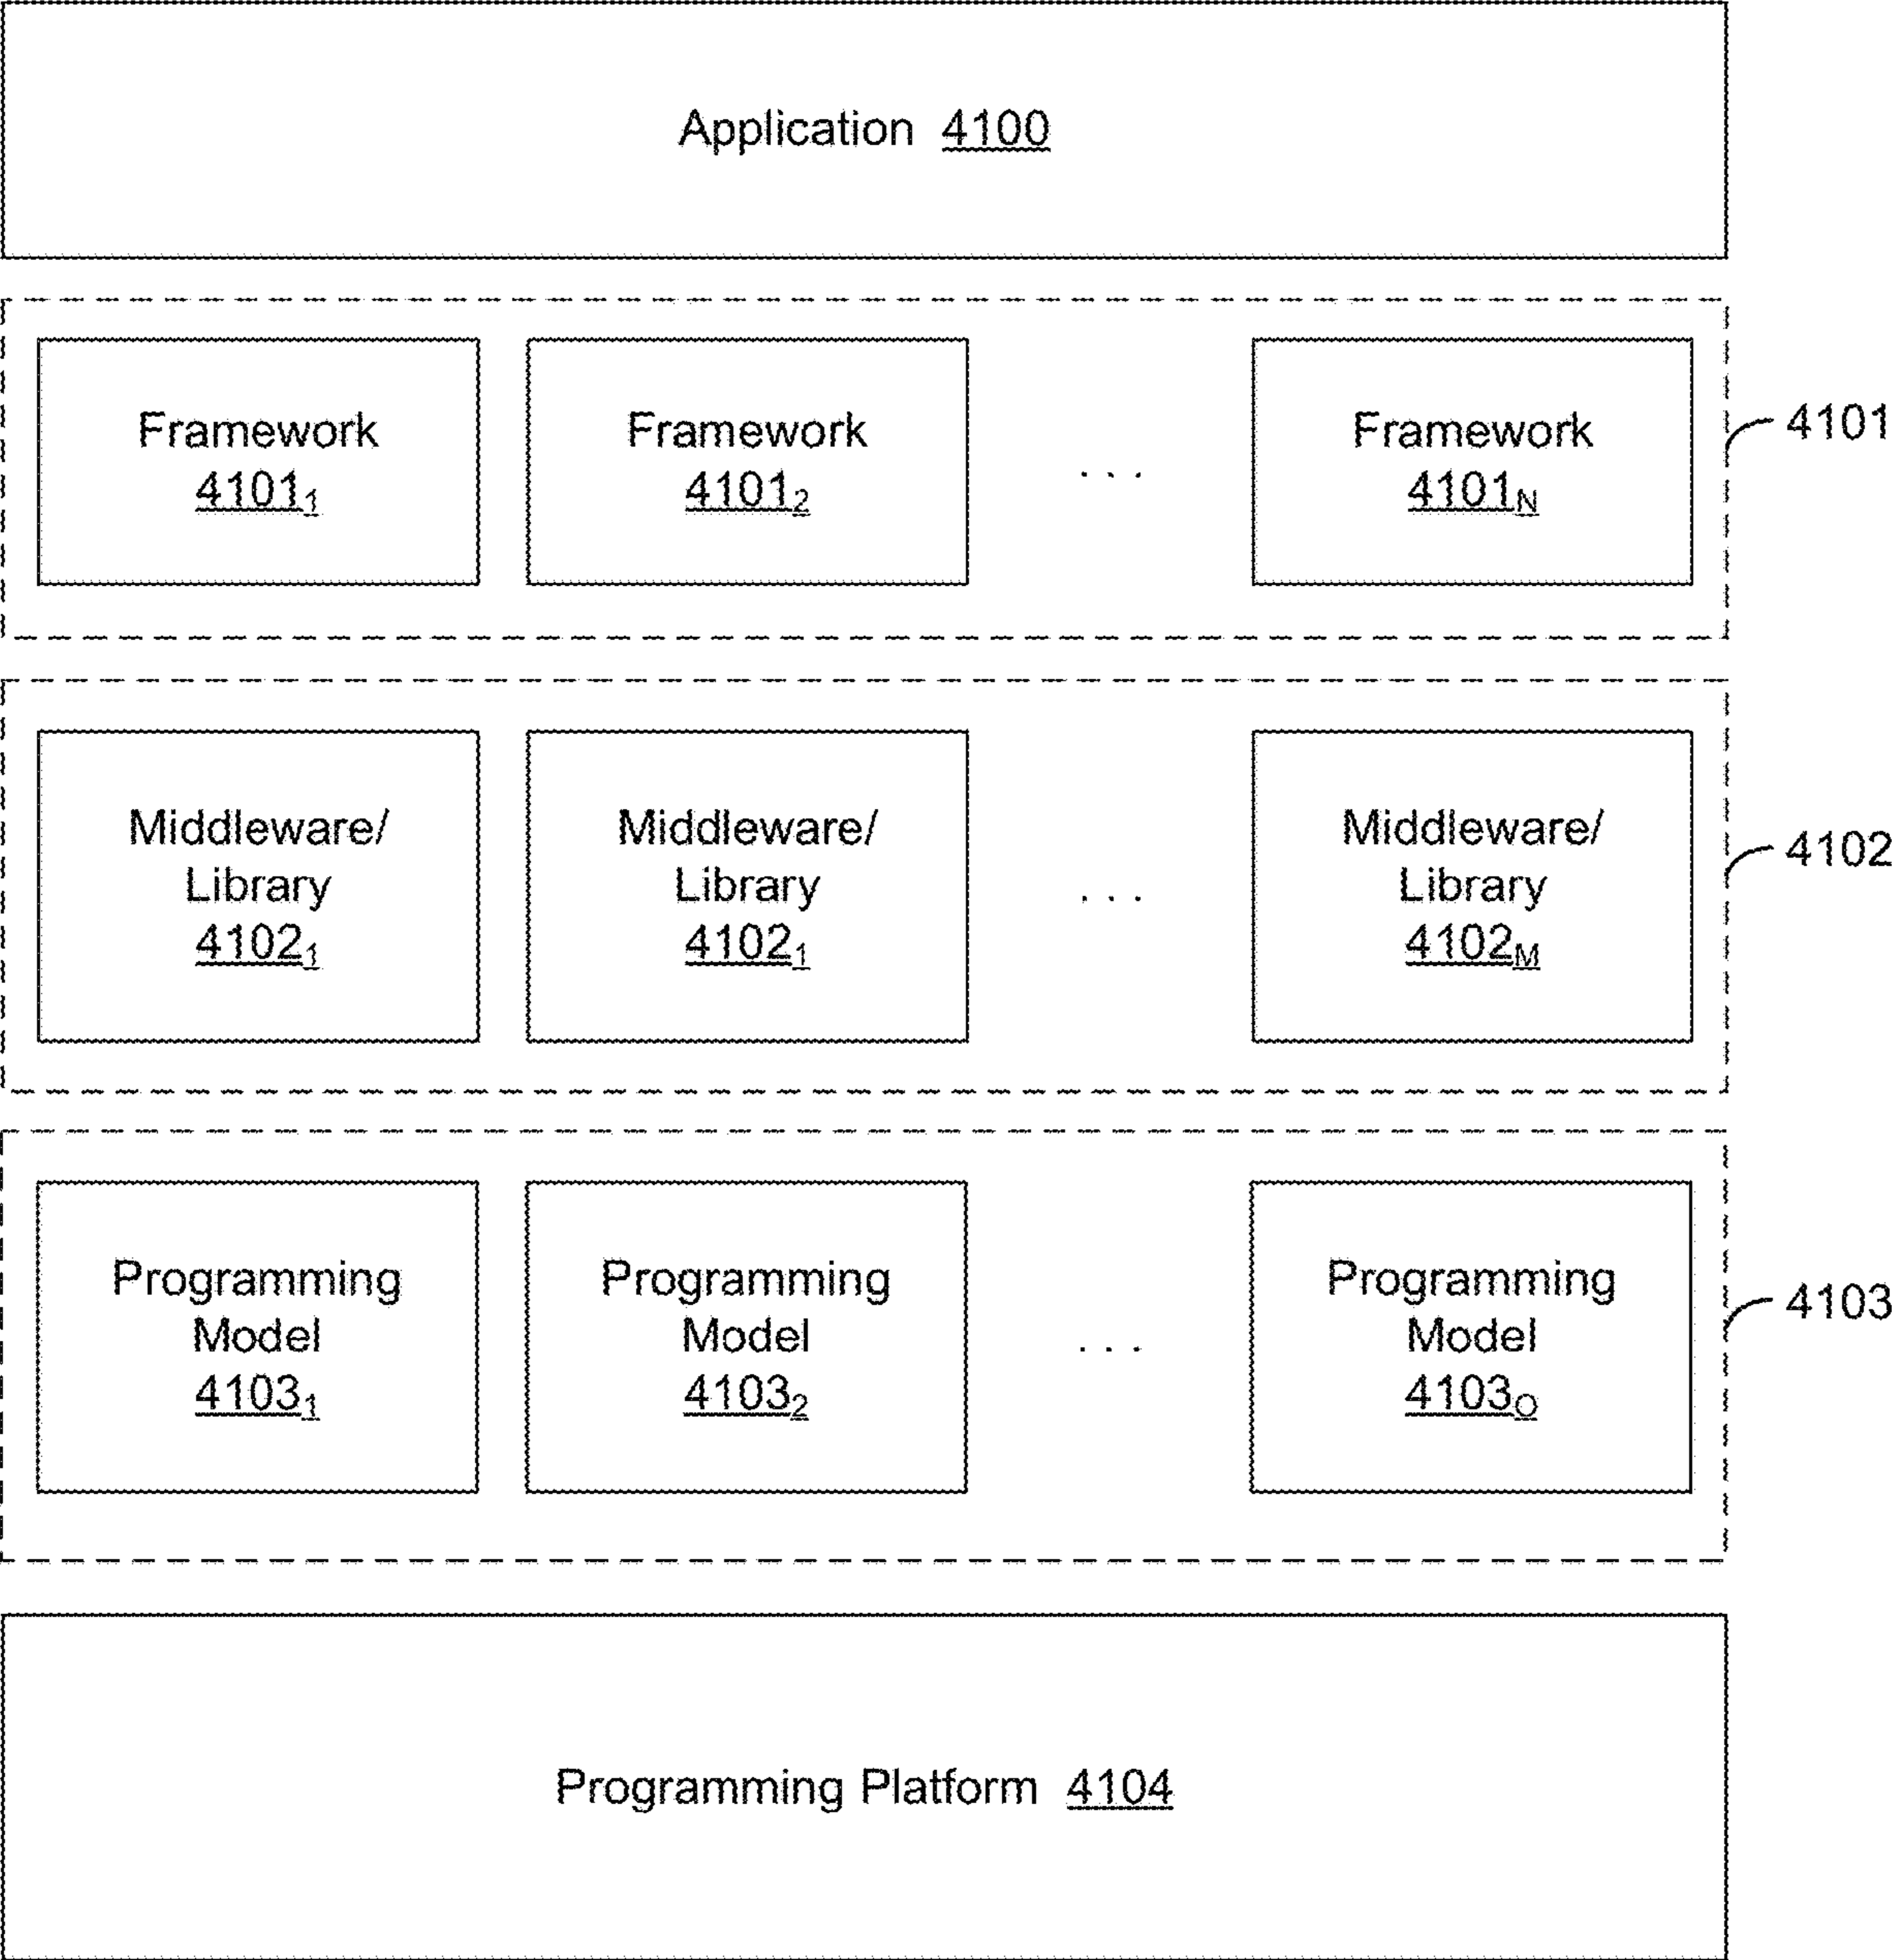 Application 4100
Framework Framework Framework 4101
4101₁ 4101₂ . . . 4101N
Middleware/ Middleware/ Middleware/ 4102
Library Library . . . Library
4102₁ 4102₁ 4102M
Programming Programming Programming 4103
Model Model . . . Model
4103₁ 4103₂ 4103O
Programming Platform 4104